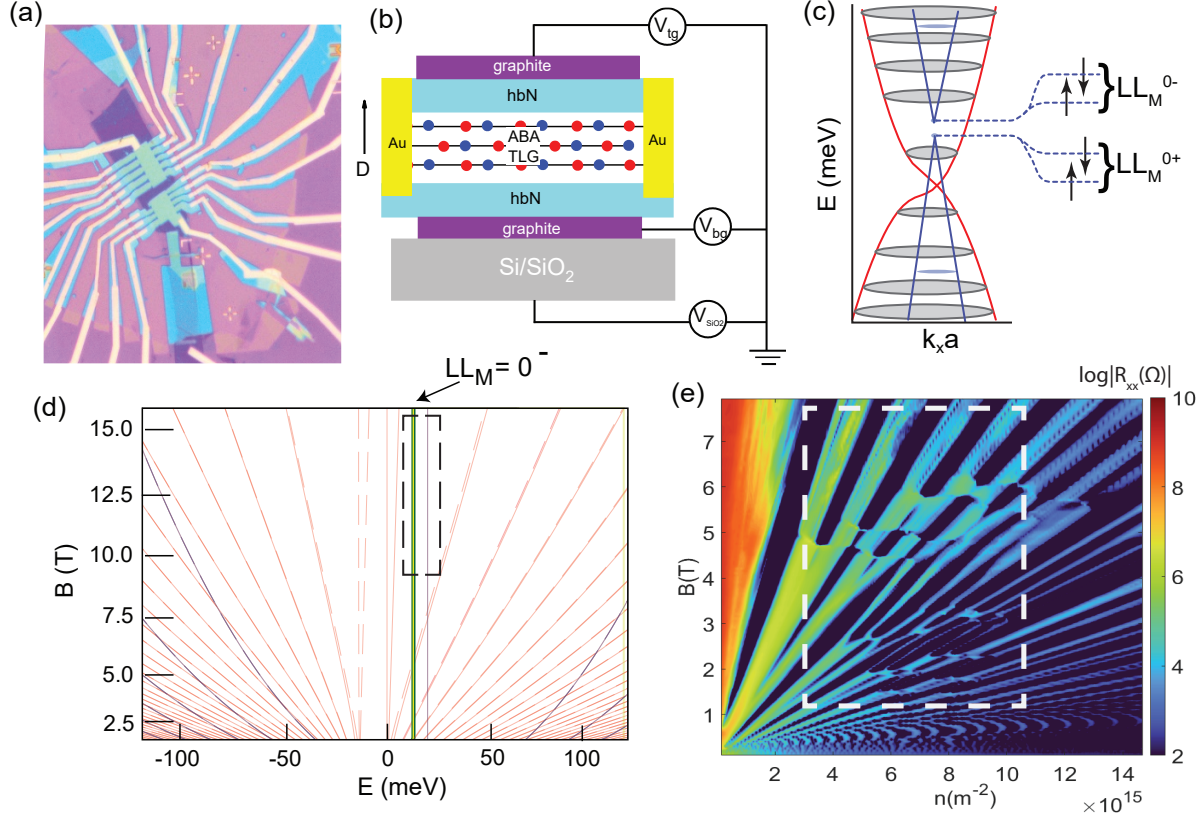 (a)
(b)
V_tg
graphite
hbN
Au
ABA
TLG
Au
D
hbN
graphite
V_bg
Si/SiO₂
V_SiO2
(c)
E (meV)
k_xa
LL_M^0-
LL_M^0+
LL_M = 0⁻
(d)
15.0
12.5
10.0
7.5
5.0
2.5
B (T)
-100
-50
0
50
100
E (meV)
(e)
log|R_xx(Ω)|
7
6
5
4
3
2
1
B(T)
2
4
6
8
10
12
14
n(m⁻²)
×10¹⁵
10
8
6
4
2